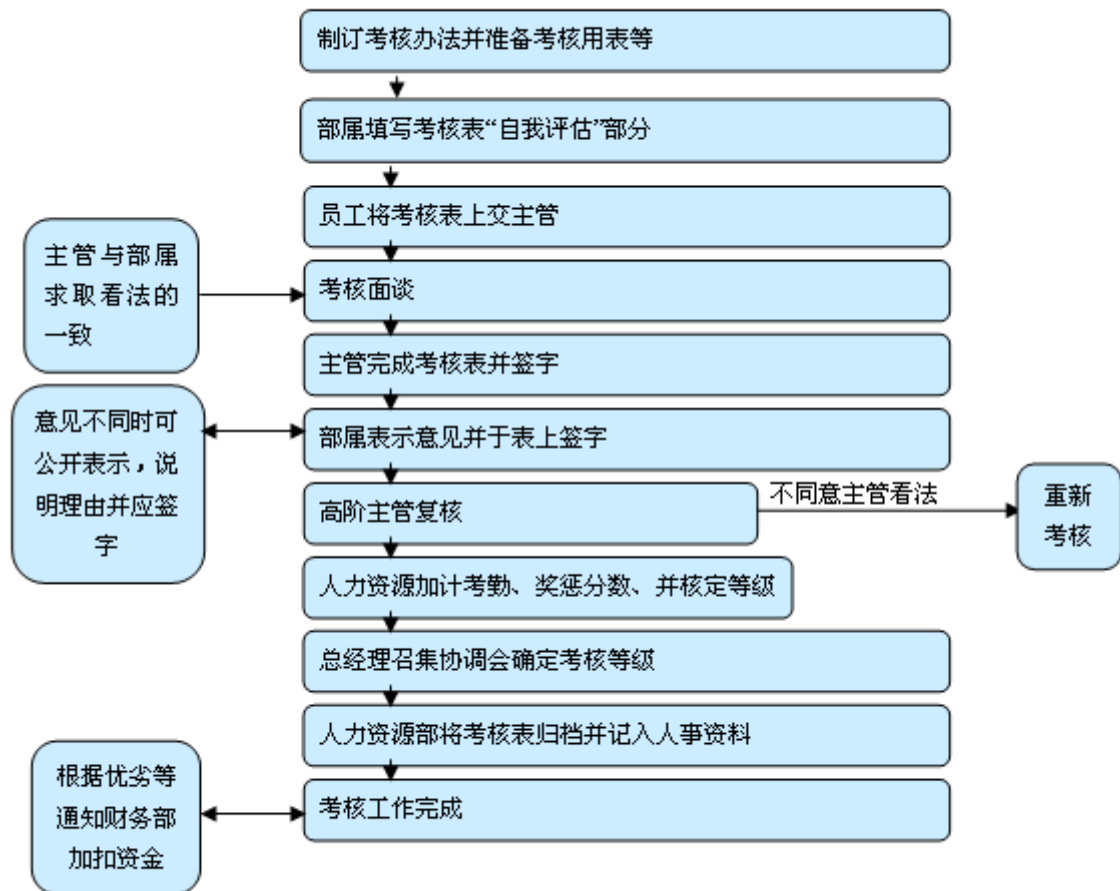 制订考核办法并准备考核用表等
部属填写考核表“自我评估”部分
员工将考核表上交主管
主管与部属
求取看法的
一致
考核面谈
主管完成考核表并签字
意见不同时可
公开表示，说
明理由并应签
字
部属表示意见并于表上签字
高阶主管复核
不同意主管看法
重新
考核
人力资源加计考勤、奖惩分数、并核定等级
总经理召集协调会确定考核等级
人力资源部将考核表归档并记入人事资料
根据优劣等
通知财务部
加扣资金
考核工作完成